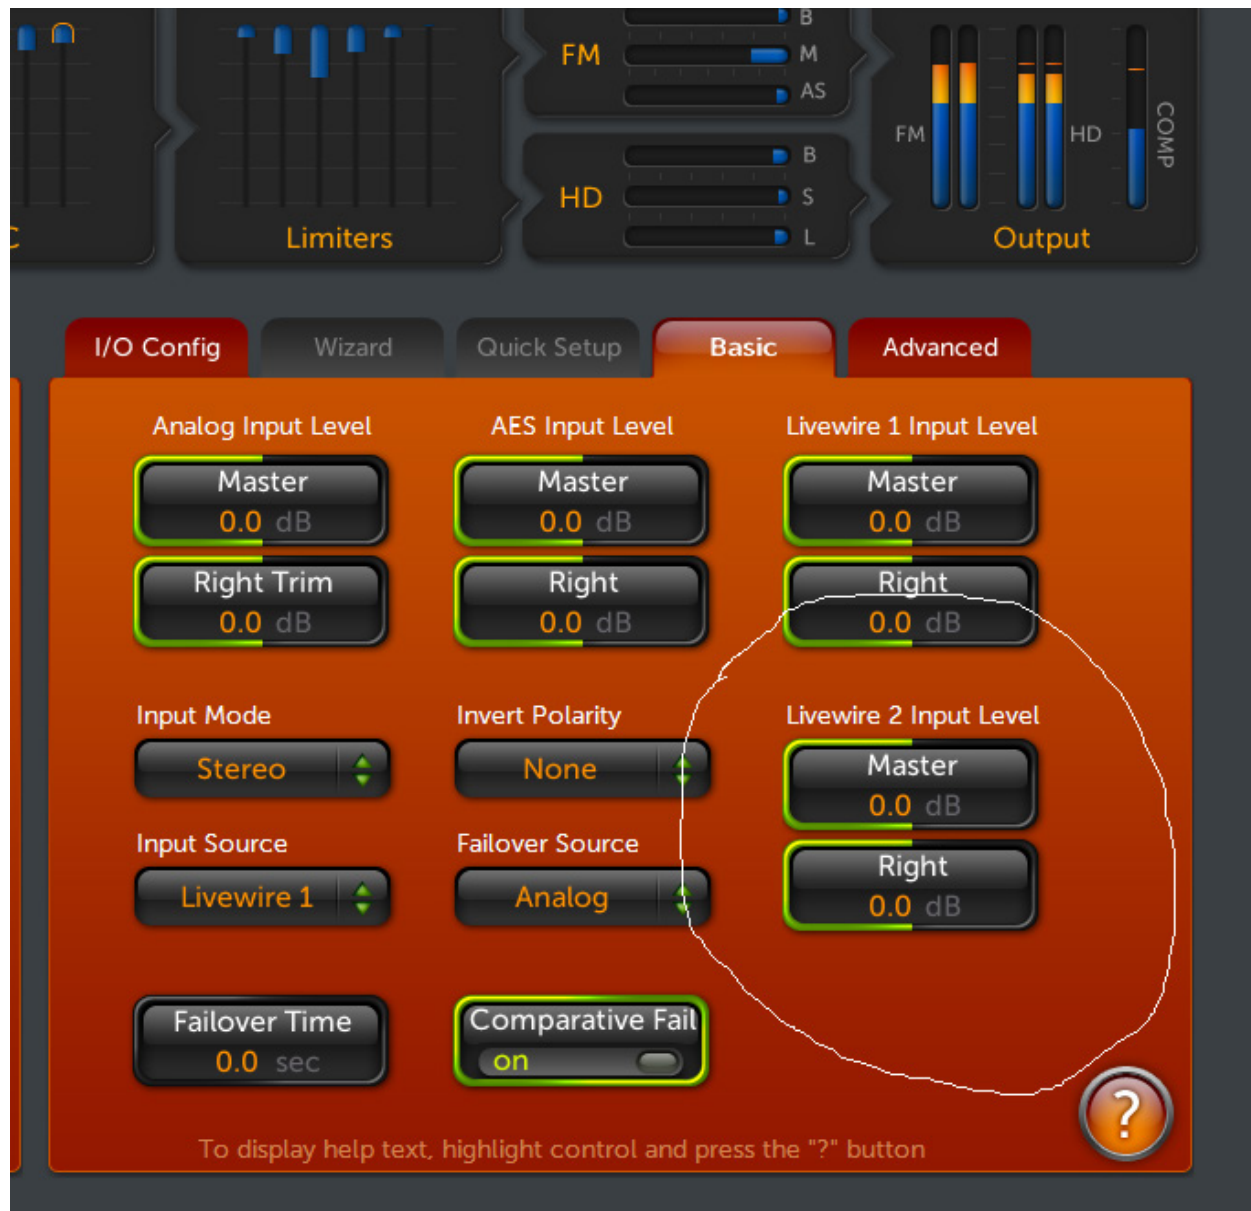 B
FM
M
AS
FM
HD
COMP
B
HD
S
L
C
Limiters
Output
I/O Config
Wizard
Quick Setup
Basic
Advanced
Analog Input Level
AES Input Level
Livewire 1 Input Level
Master
Master
Master
0.0 dB
0.0 dB
0.0 dB
Right Trim
Right
Right
0.0 dB
0.0 dB
0.0 dB
Input Mode
Invert Polarity
Livewire 2 Input Level
Stereo
None
Master
0.0 dB
Input Source
Failover Source
Right
Livewire 1
Analog
0.0 dB
Failover Time
Comparative Fail
0.0 sec
on
?
To display help text, highlight control and press the "?" button